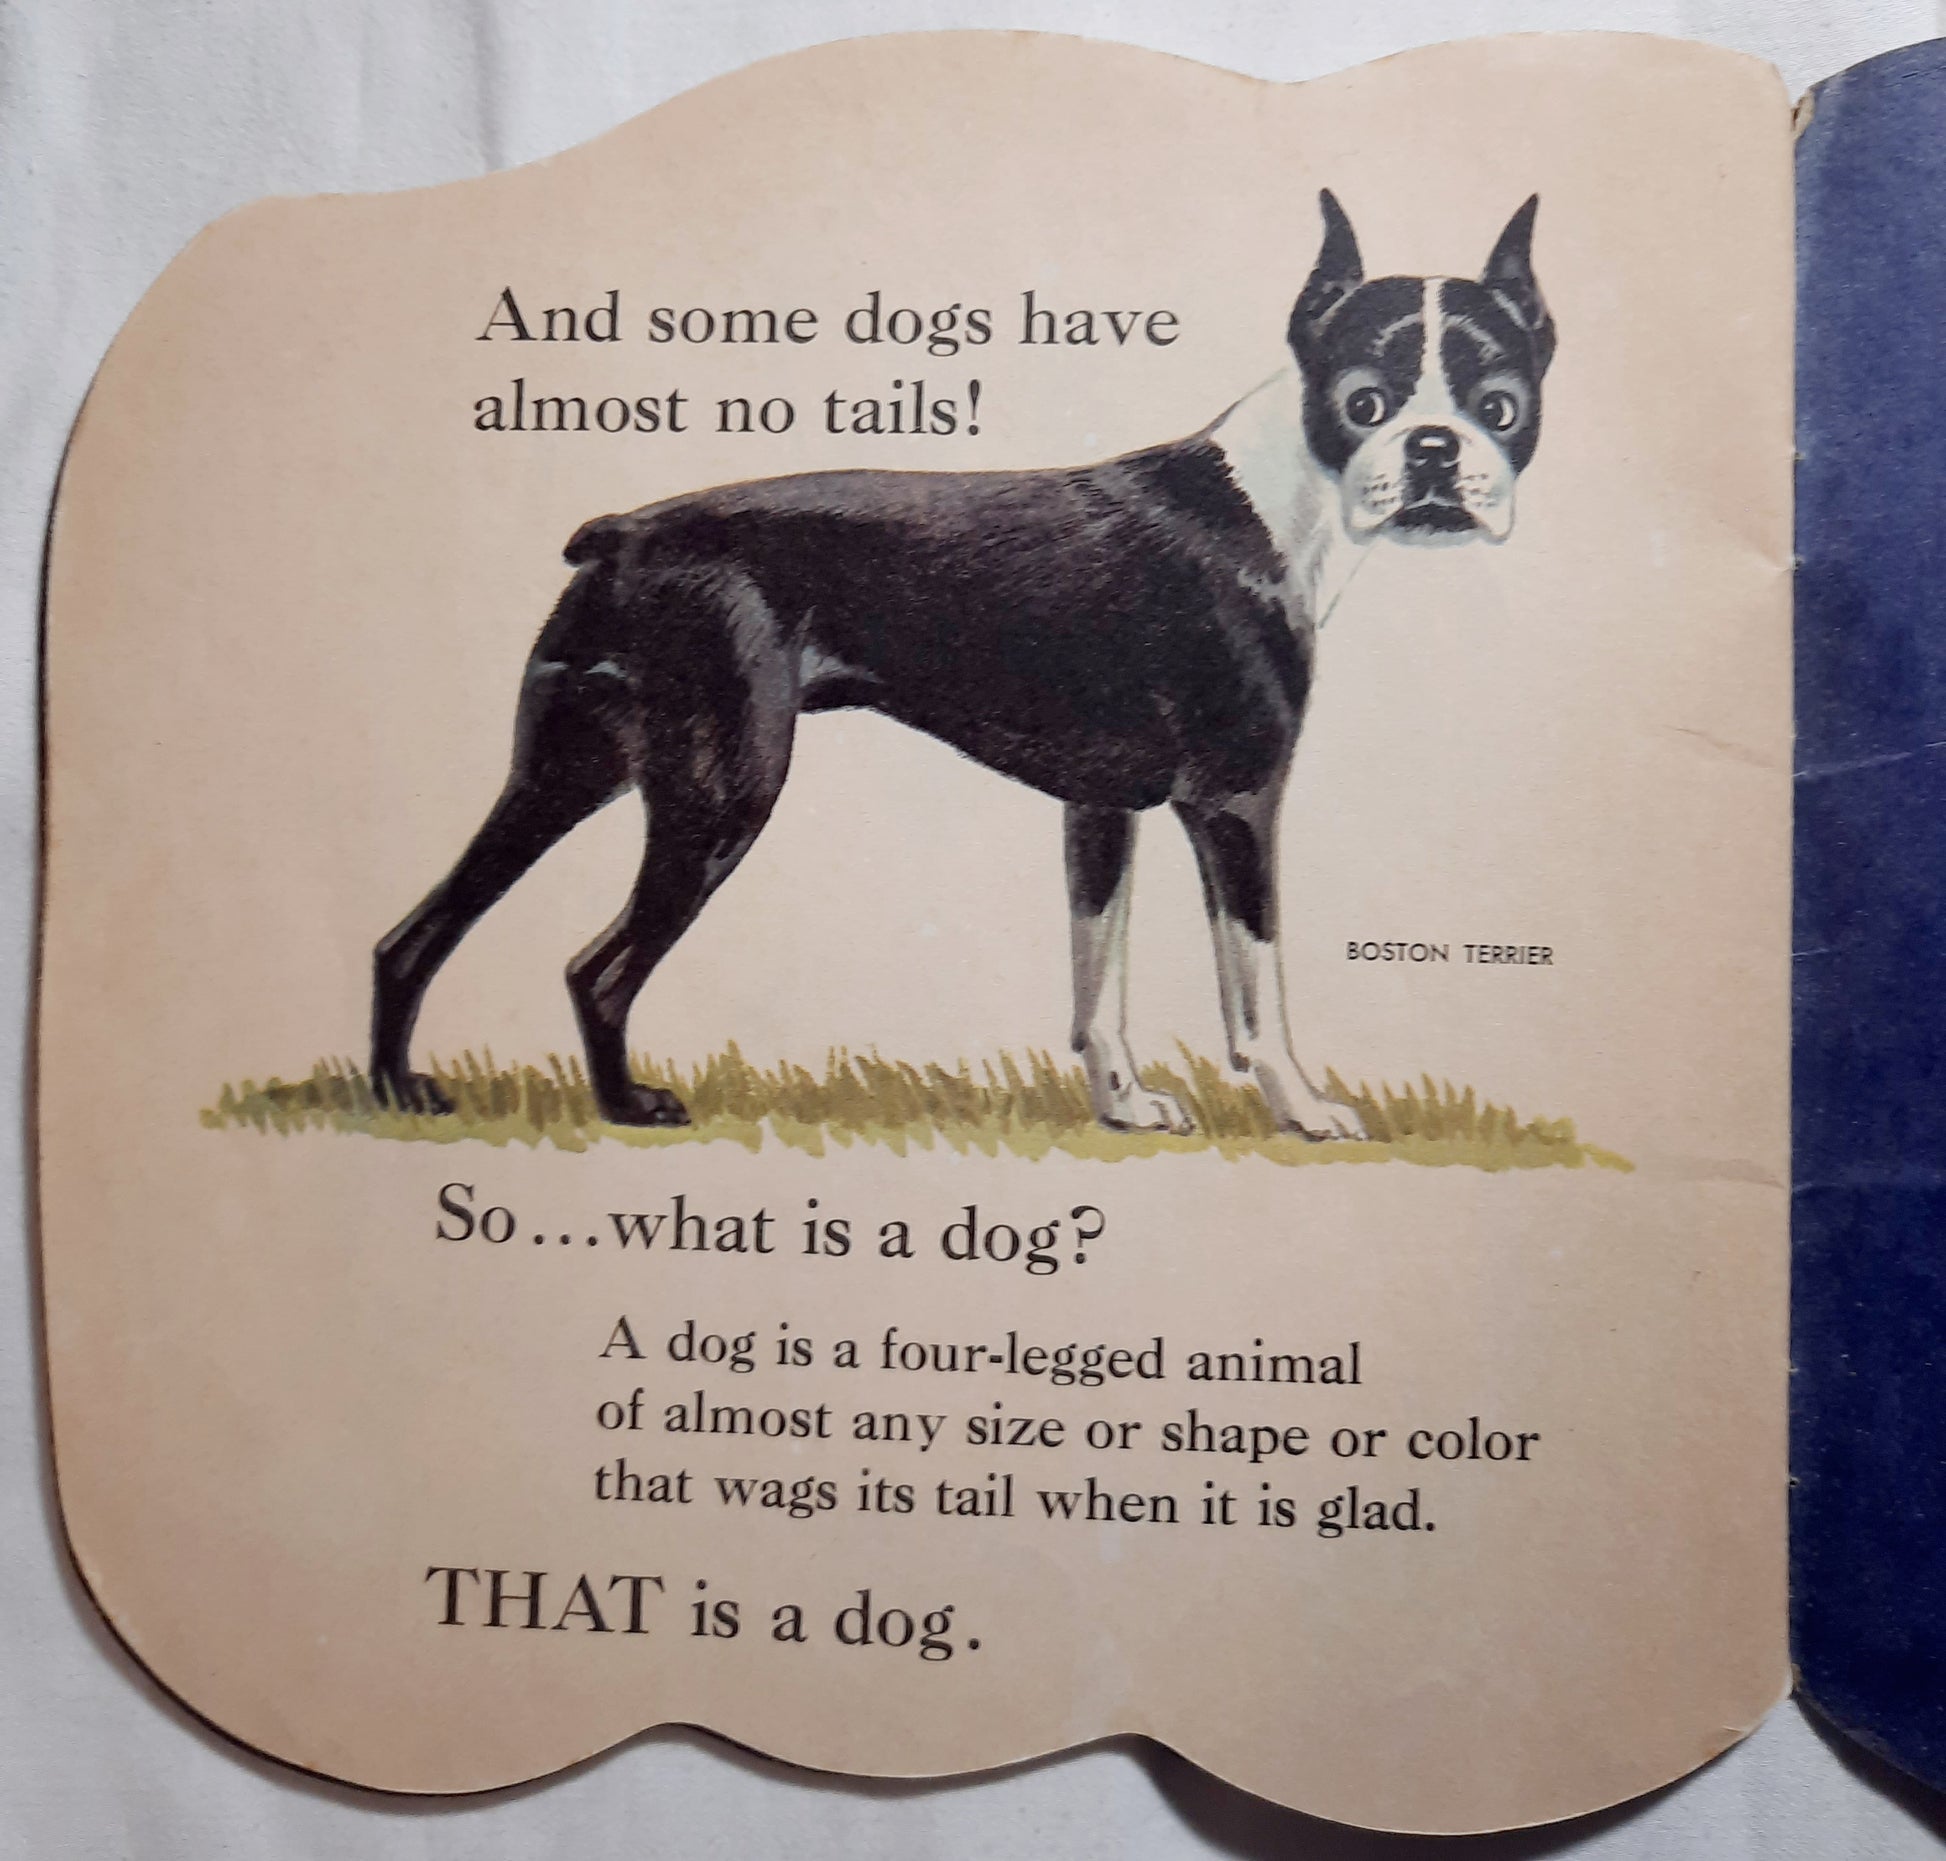 And some dogs have
almost no tails!
BOSTON TERRIER
So...what is a dog?
A dog is a four-legged animal
of almost any size or shape or color
that wags its tail when it is glad.
THAT is a dog.